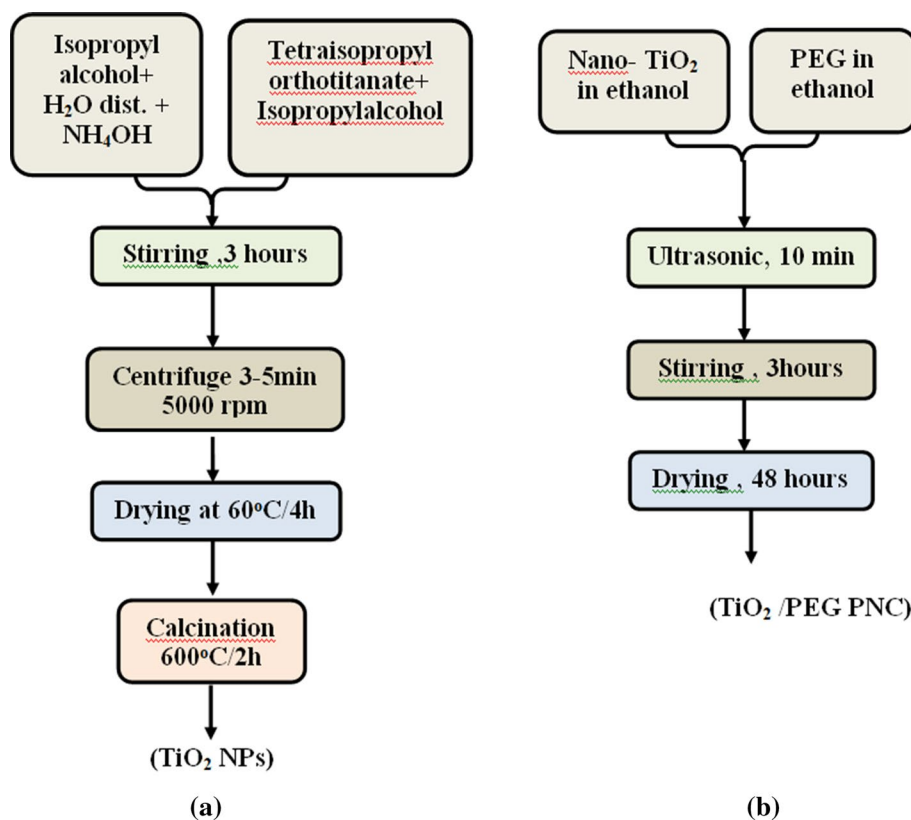 Isopropyl
alcohol+
H₂O dist. +
NH₄OH
Tetraisopropyl
orthotitanate+
Isopropylalcohol
Stirring ,3 hours
Centrifuge 3-5min
5000 rpm
Drying at 60°C/4h
Calcination
600°C/2h
(TiO₂ NPs)
(a)
Nano- TiO₂
in ethanol
PEG in
ethanol
Ultrasonic, 10 min
Stirring , 3hours
Drying , 48 hours
(TiO₂ /PEG PNC)
(b)